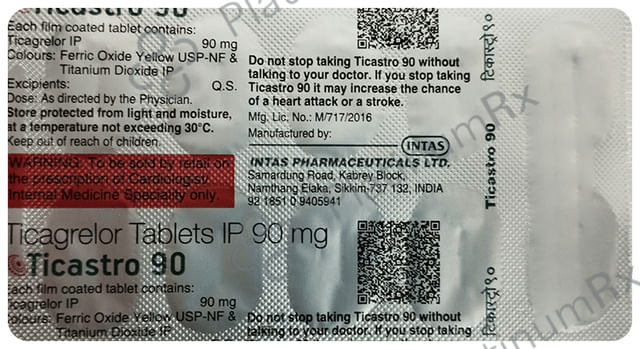 Ticastro 90
Each film coated tablet contains:
Ticagrelor IP 90 mg
Colours: Ferric Oxide Yellow USP-NF &
Titanium Dioxide IP
Excipients: Q.S.
Dose: As directed by the Physician.
Store protected from light and moisture,
at a temperature not exceeding 30°C.
Keep out of reach of children.
WARNING: To be sold by retail on
the prescription of Cardiologist/
Internal Medicine Speciality only.
Do not stop taking Ticastro 90 without
talking to your doctor. If you stop taking
Ticastro 90 it may increase the chance
of a heart attack or a stroke.
Mfg. Lic. No.: M/717/2016
Manufactured by:
INTAS
INTAS PHARMACEUTICALS LTD.
Samardung Road, Kabrey Block,
Namthang Elaka, Sikkim-737 132, INDIA
92 1851 0 9405941
Ticagrelor Tablets IP 90 mg
Ticastro 90
Each film coated tablet contains:
Ticagrelor IP 90 mg
Colours: Ferric Oxide Yellow USP-NF &
Titanium Dioxide IP
Do not stop taking Ticastro 90 without
talking to your doctor. If you stop taking
टिकास्ट्रो ९०
Ticastro 90
टिकास्ट्रो ९०
PlatinumRx